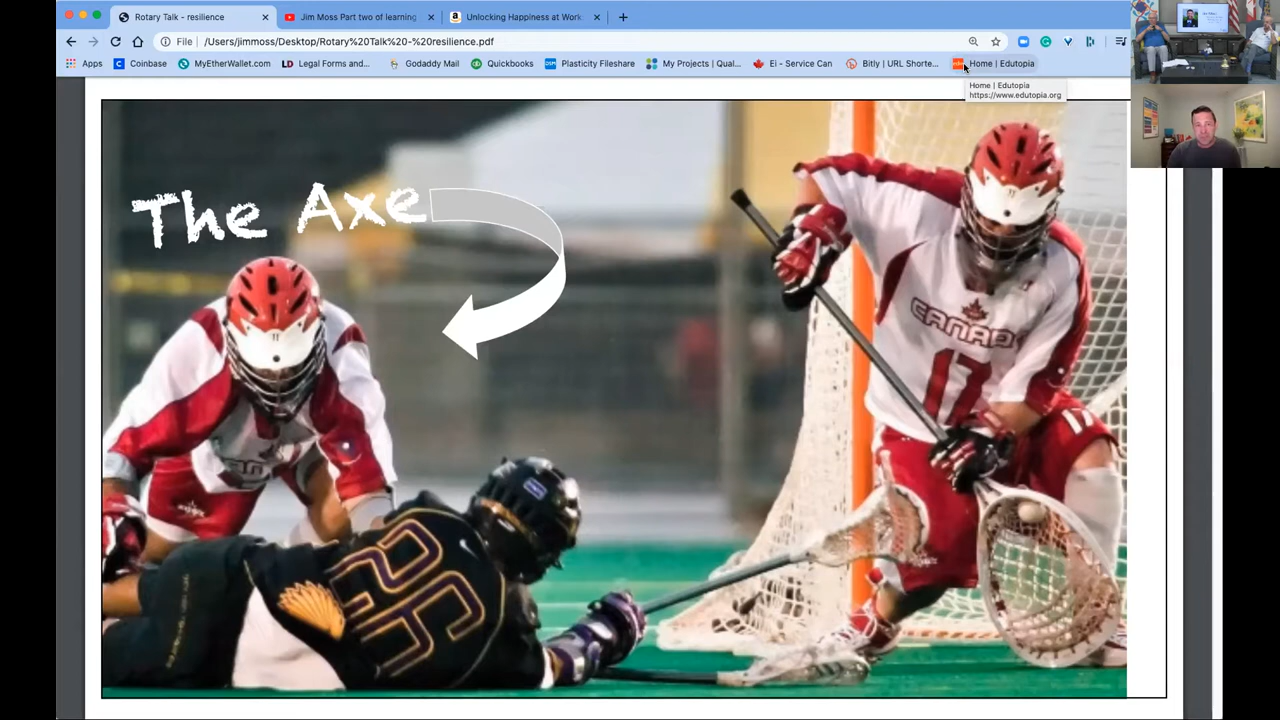 Rotary Talk - resilience
Jim Moss Part two of learning
Unlocking Happiness at Work
File
/Users/jimmoss/Desktop/Rotary%20Talk%20-%20resilience.pdf
Apps
Coinbase
MyEtherWallet.com
Legal Forms and...
Godaddy Mail
Quickbooks
Plasticity Fileshare
My Projects | Qual...
Ei - Service Can
Bitly | URL Shorte...
Home | Edutopia
Home | Edutopia
https://www.edutopia.org
The Axe
CANADA
17
17
26